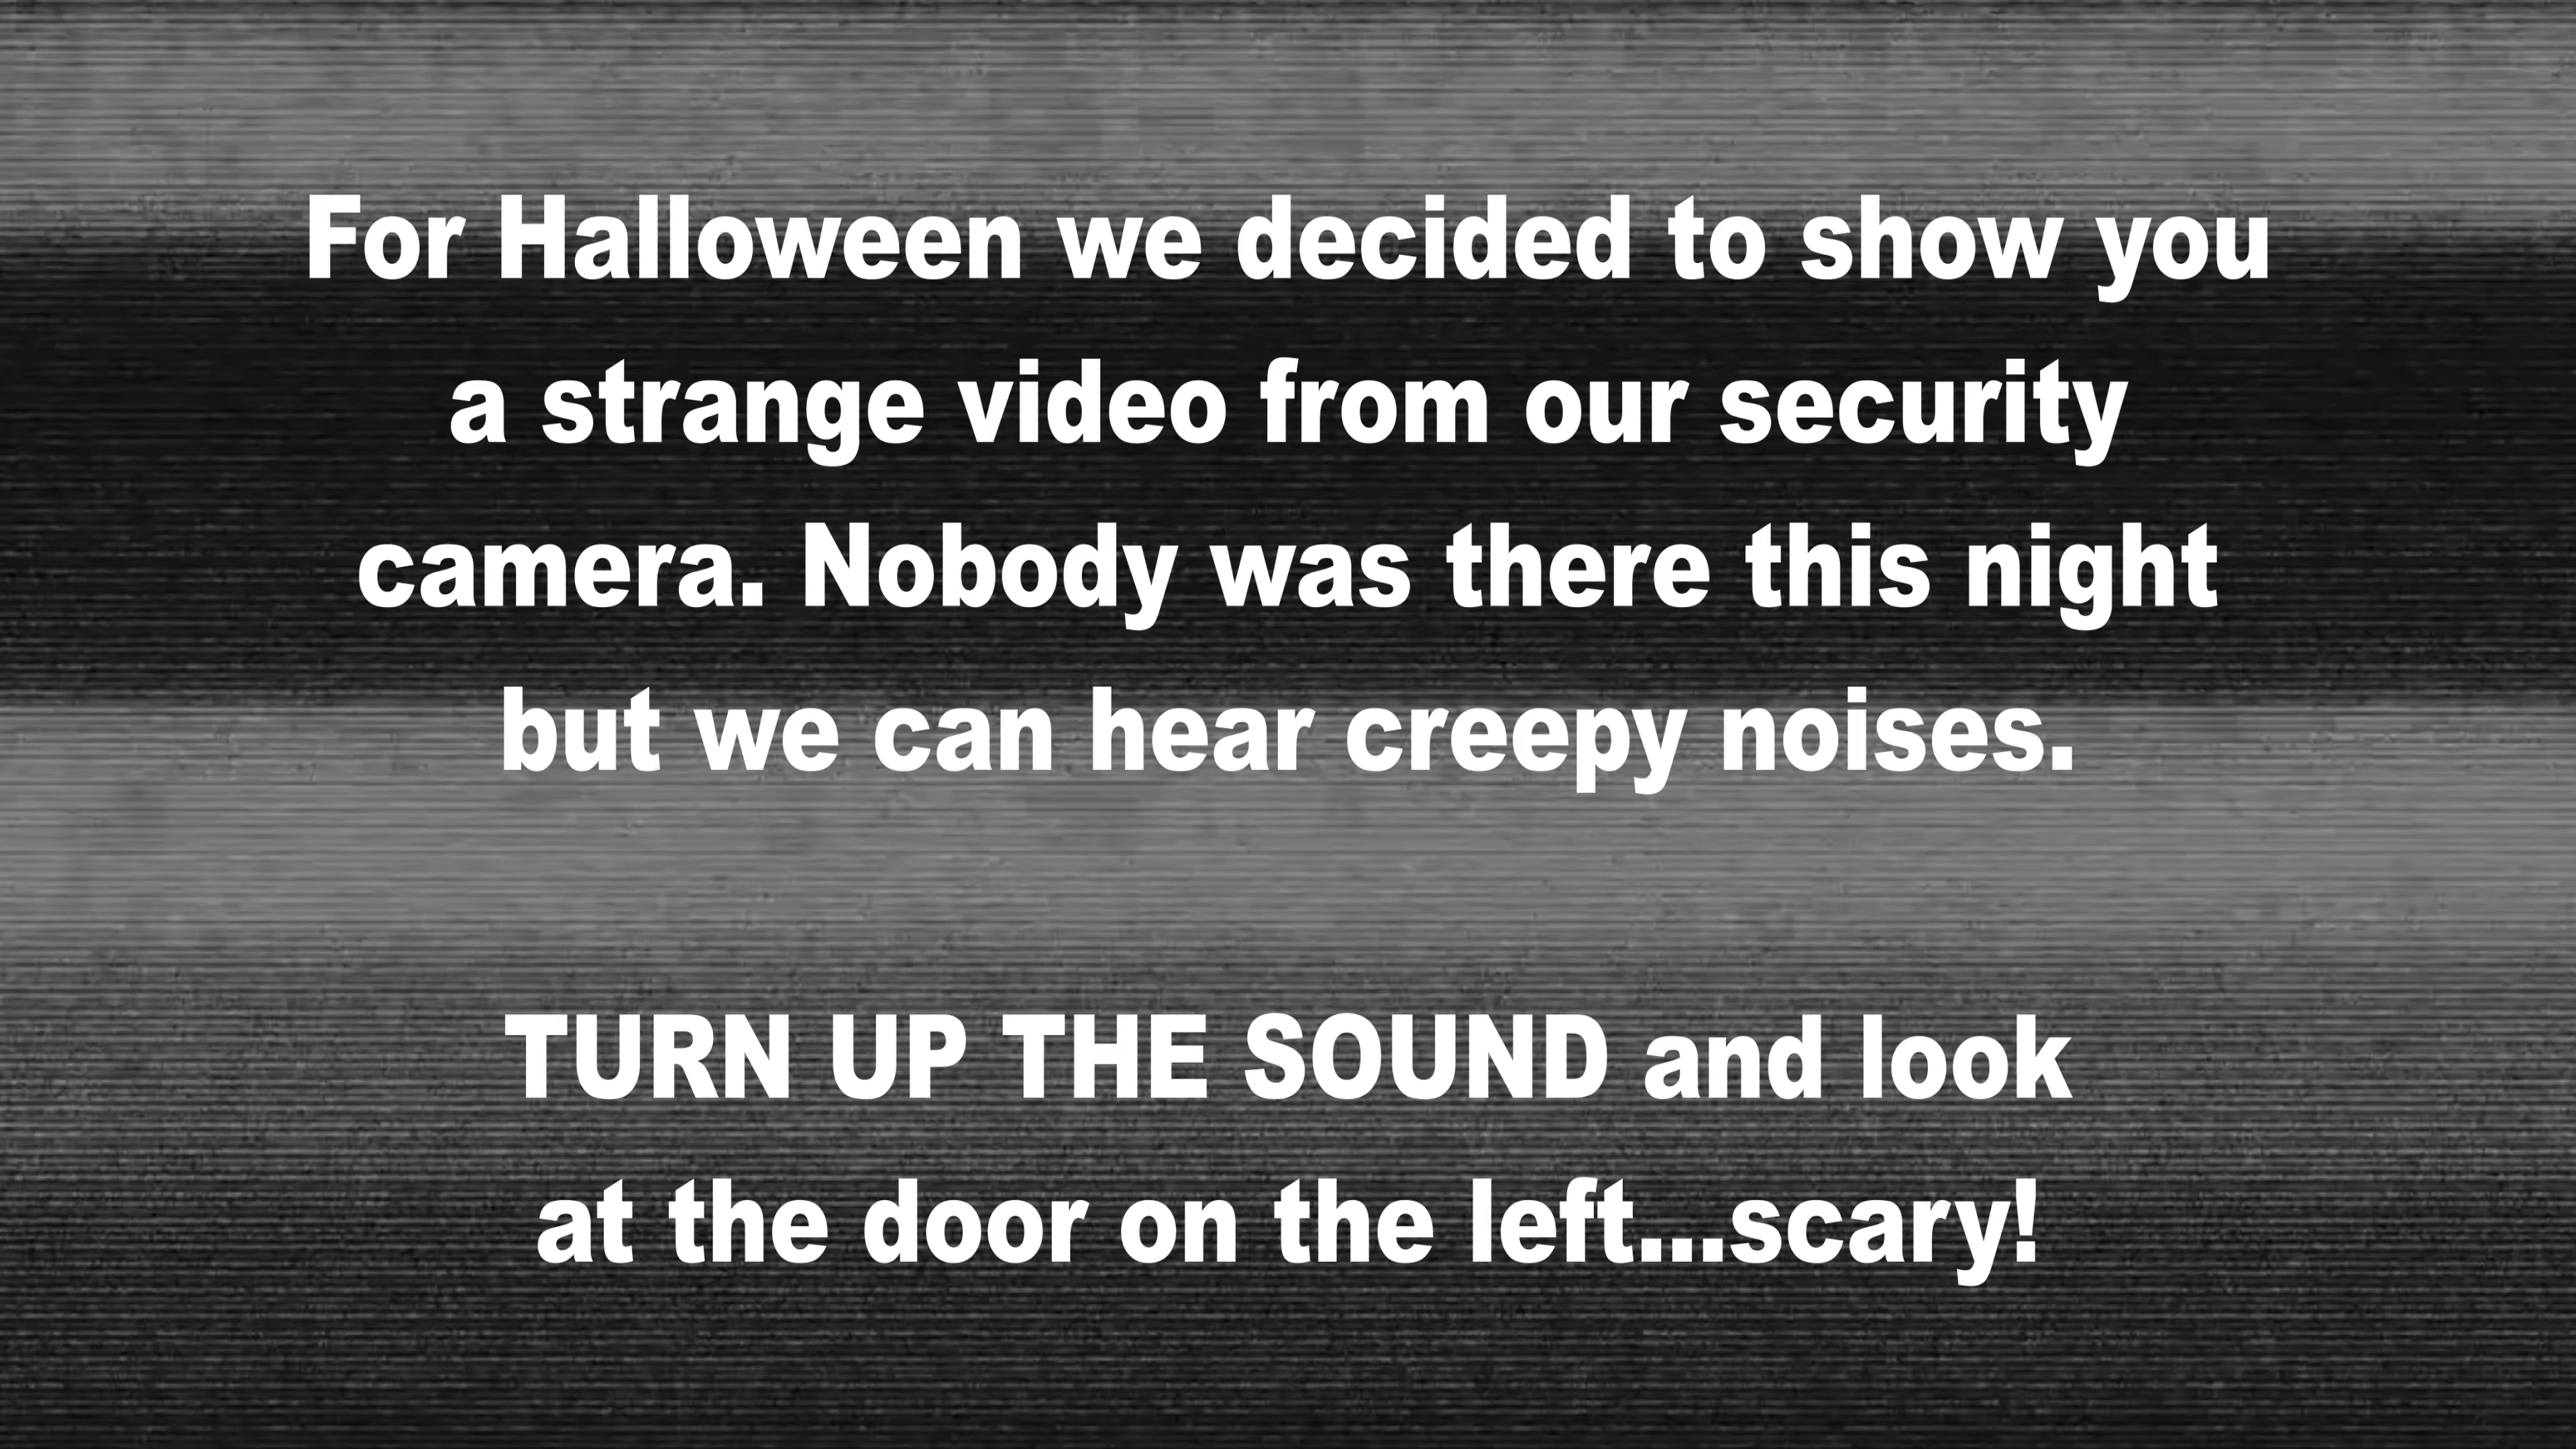 For Halloween we decided to show you
a strange video from our security
camera. Nobody was there this night
but we can hear creepy noises.
TURN UP THE SOUND and look
at the door on the left...scary!